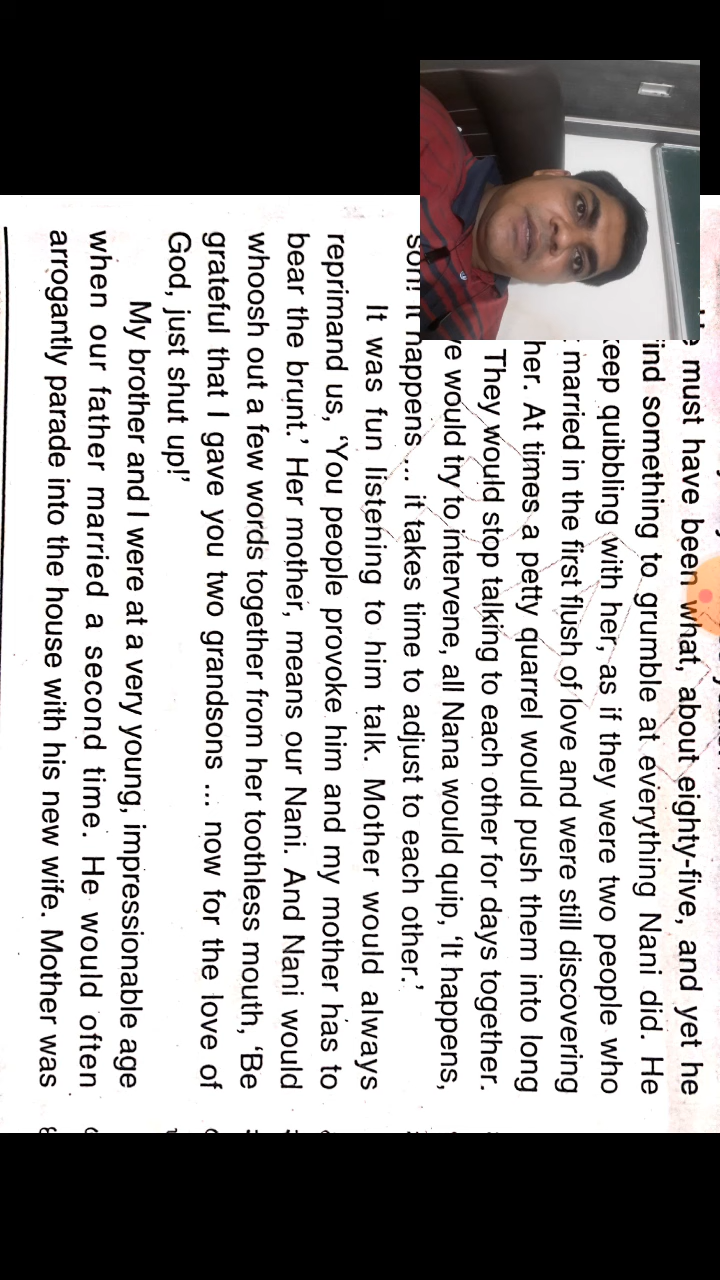 must have been what, about eighty-five, and yet he
something to grumble at everything Nani did. He
quibbling with her, as if they were two people who
married in the first flush of love and were still discovering
her. At times a petty quarrel would push them into long
They would stop talking to each other for days together.
would try to intervene, all Nana would quip, ‘It happens,
son! It happens ... it takes time to adjust to each other.’
It was fun listening to him talk. Mother would always
reprimand us, ‘You people provoke him and my mother has to
bear the brunt.’ Her mother, means our Nani. And Nani would
whoosh out a few words together from her toothless mouth, ‘Be
grateful that I gave you two grandsons ... now for the love of
God, just shut up!’
My brother and I were at a very young, impressionable age
when our father married a second time. He would often
arrogantly parade into the house with his new wife. Mother was